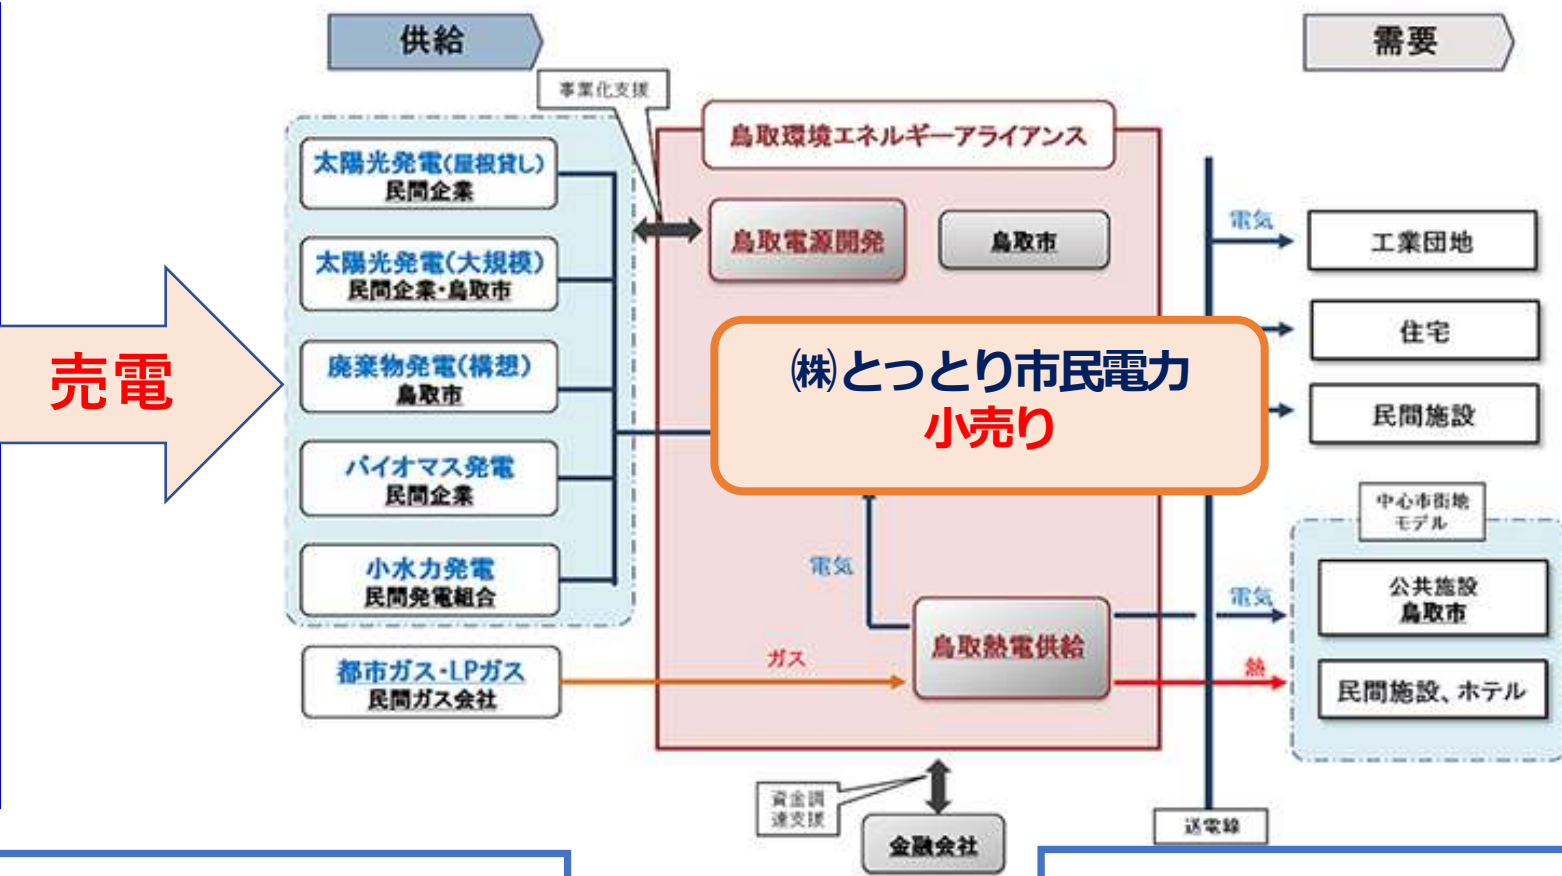 供給
需要
事業化支援
鳥取環境エネルギーアライアンス
太陽光発電(屋根貸し)
民間企業
太陽光発電(大規模)
民間企業・鳥取市
廃棄物発電(構想)
鳥取市
バイオマス発電
民間企業
小水力発電
民間発電組合
都市ガス・LPガス
民間ガス会社
売電
鳥取電源開発
鳥取市
㈱とっとり市民電力
小売り
電気
ガス
鳥取熱電供給
電気
工業団地
住宅
民間施設
中心市街地
モデル
電気
公共施設
鳥取市
熱
民間施設、ホテル
資金調
達支援
金融会社
送電線